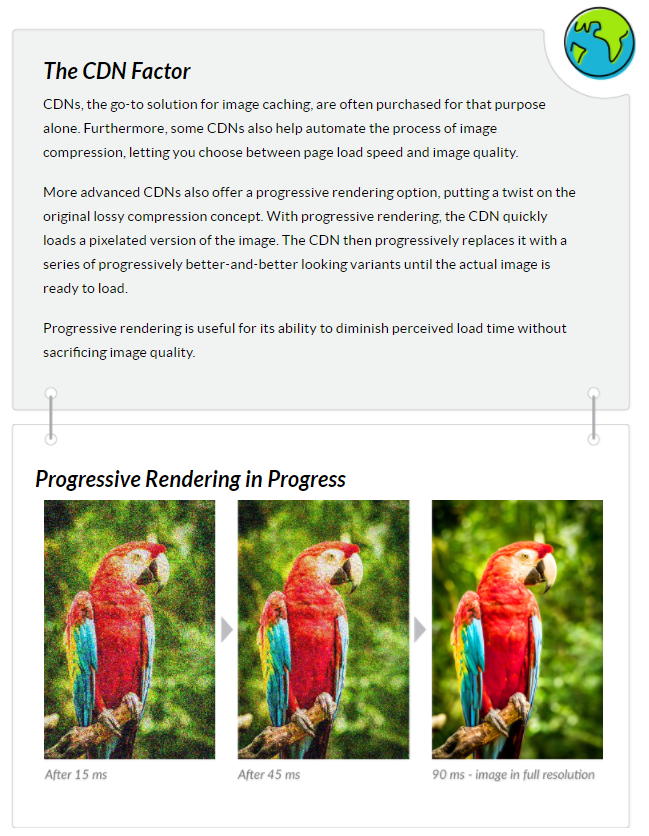 The CDN Factor
CDNs, the go-to solution for image caching, are often purchased for that purpose
alone. Furthermore, some CDNs also help automate the process of image
compression, letting you choose between page load speed and image quality.
More advanced CDNs also offer a progressive rendering option, putting a twist on the
original lossy compression concept. With progressive rendering, the CDN quickly
loads a pixelated version of the image. The CDN then progressively replaces it with a
series of progressively better-and-better looking variants until the actual image is
ready to load.
Progressive rendering is useful for its ability to diminish perceived load time without
sacrificing image quality.
Progressive Rendering in Progress
After 15 ms
After 45 ms
90 ms - image in full resolution